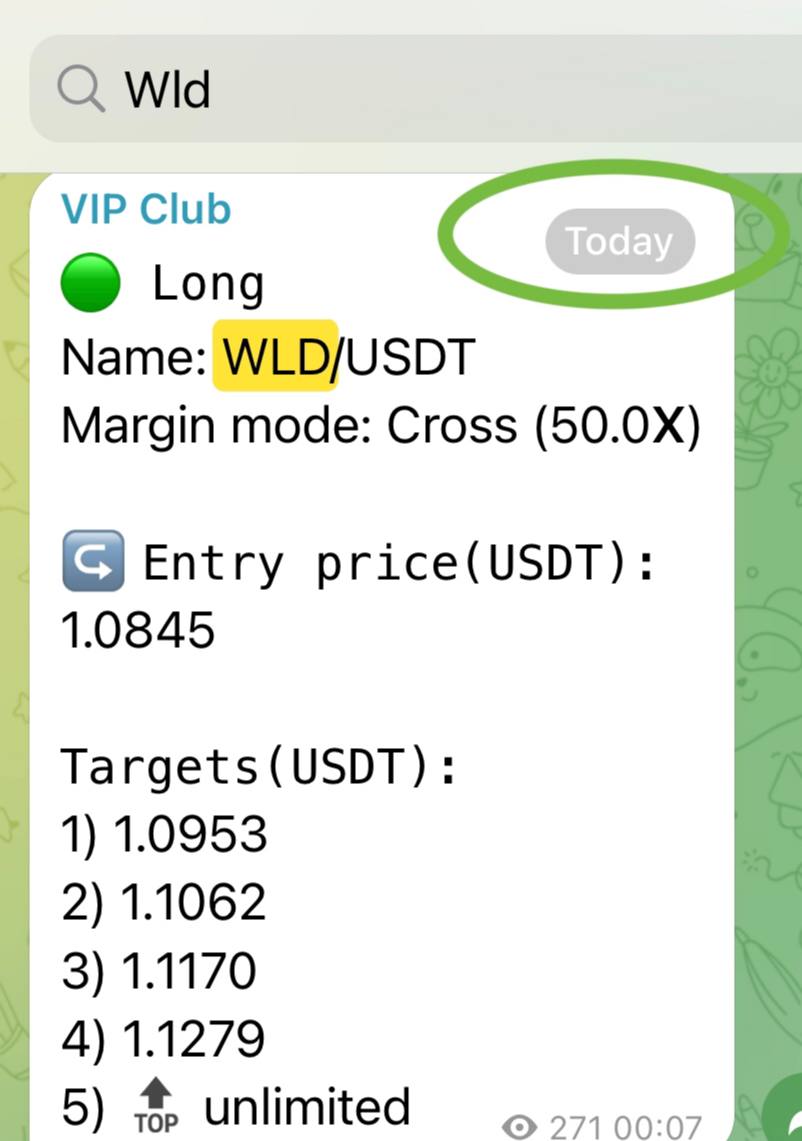 Wld
VIP Club
Today
Long
Name: WLD/USDT
Margin mode: Cross (50.0X)
Entry price(USDT):
1.0845
Targets(USDT):
1) 1.0953
2) 1.1062
3) 1.1170
4) 1.1279
5) TOP unlimited
271 00:07